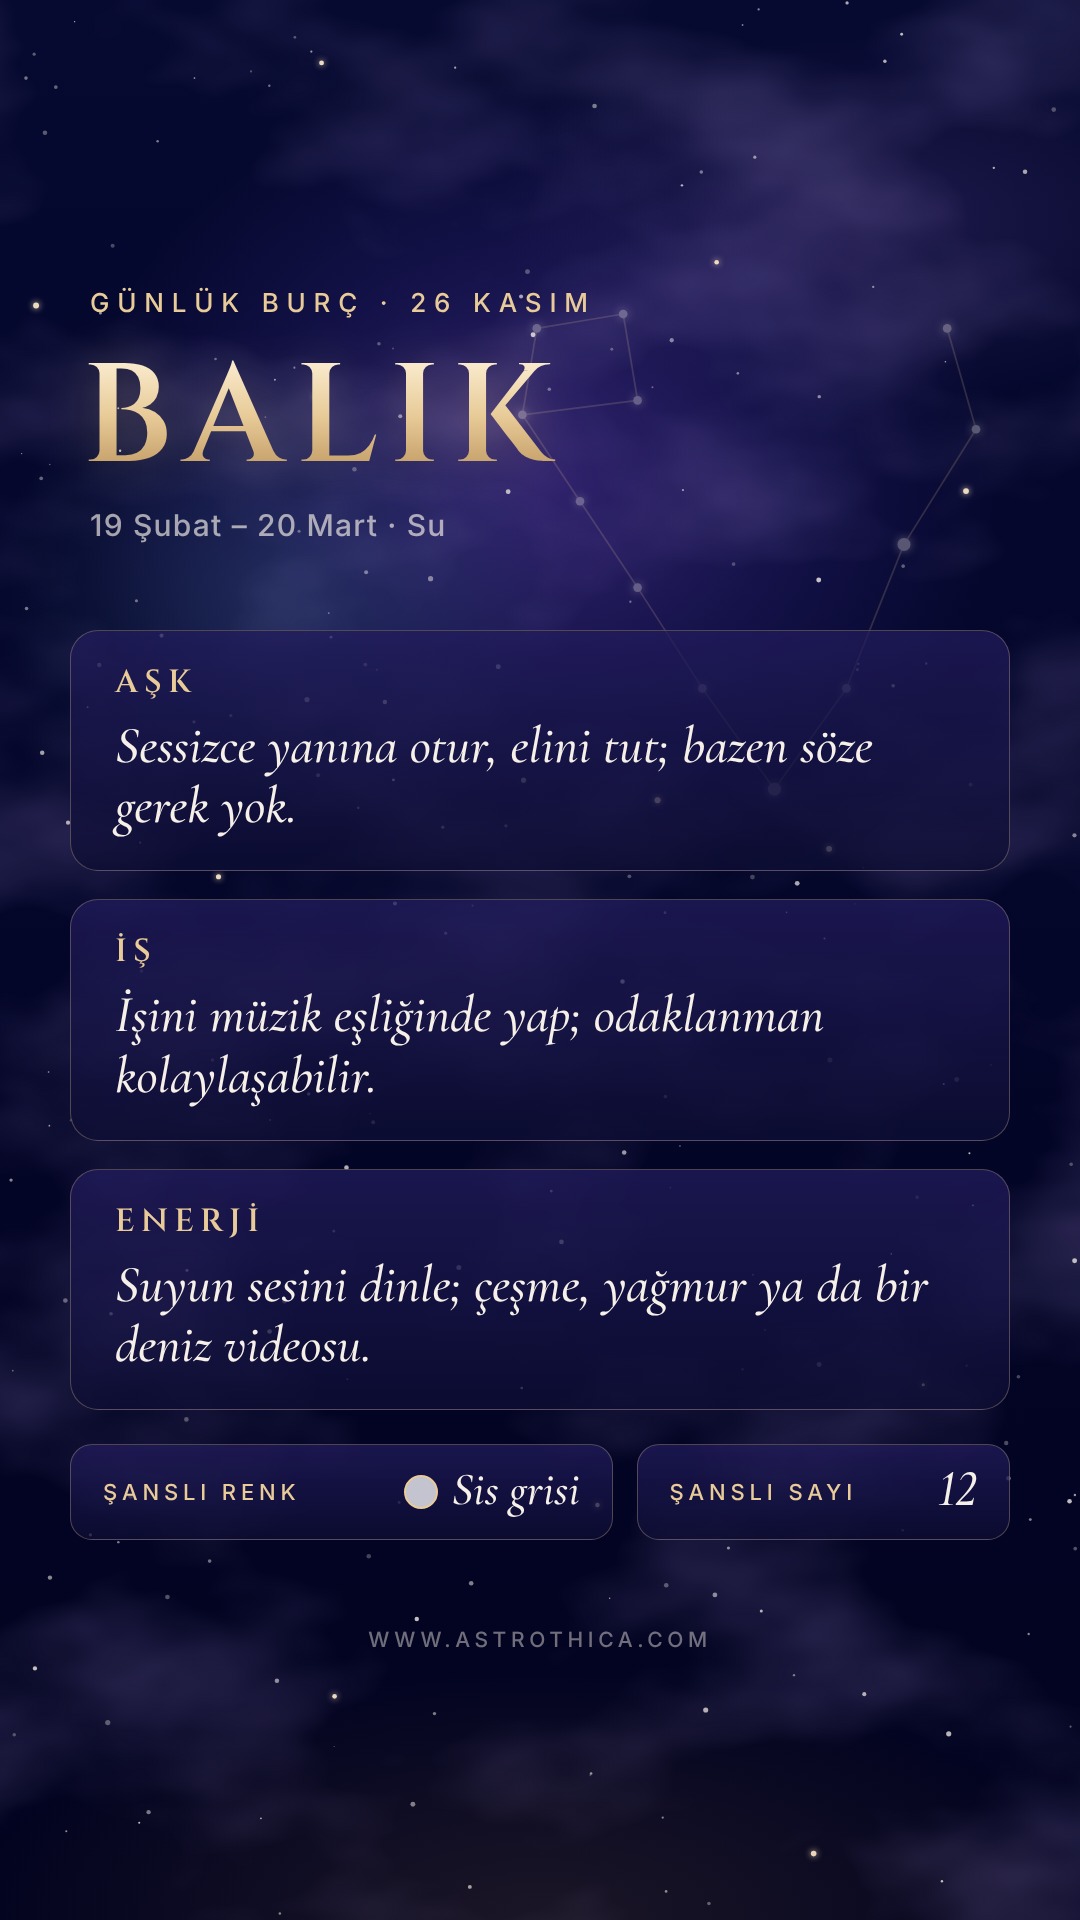 GÜNLÜK BURÇ · 26 KASIM
BALIK
19 Şubat – 20 Mart · Su
AŞK
Sessizce yanına otur, elini tut; bazen söze
gerek yok.
İŞ
İşini müzik eşliğinde yap; odaklanman
kolaylaşabilir.
ENERJİ
Suyun sesini dinle; çeşme, yağmur ya da bir
deniz videosu.
ŞANSLI RENK
Sis grisi
ŞANSLI SAYI
12
WWW.ASTROTHICA.COM